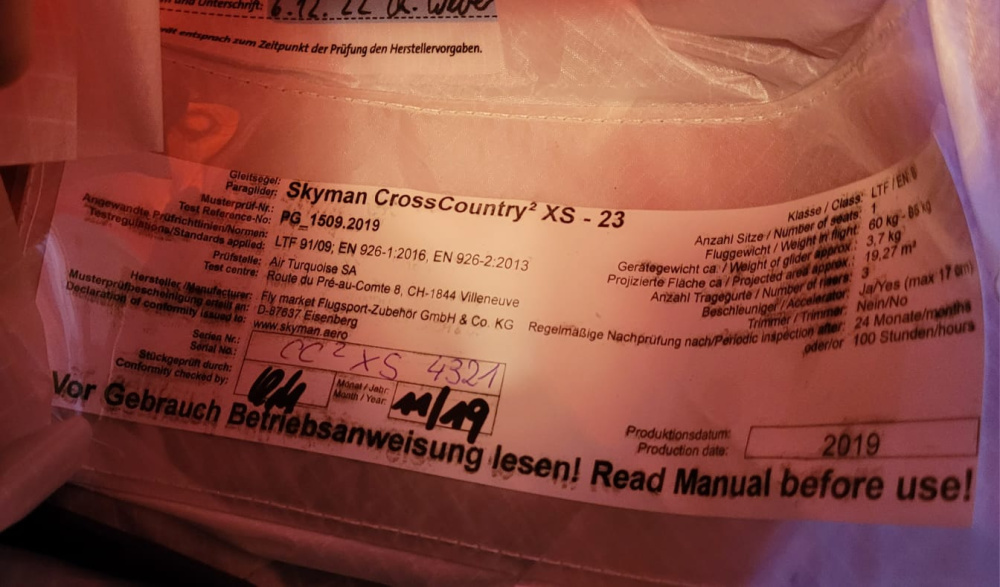 und Unterschrift: 6.12.22
entspricht zum Zeitpunkt der Prüfung den Herstellervorgaben.
Gleitsegel:
Paraglider: Skyman CrossCountry² XS - 23
Musterprüf-Nr.:
Test Reference-No: PG_1509.2019
Angewandte Prüfrichtlinien/Normen:
Testregulations/Standards applied: LTF 91/09; EN 926-1:2016, EN 926-2:2013
Prüfstelle: Air Turquoise SA
Test centre: Route du Pré-au-Comte 8, CH-1844 Villeneuve
Hersteller/Manufacturer: Fly market Flugsport-Zubehör GmbH & Co. KG
Musterprüfbescheinigung erteilt an: D-87637 Eisenberg
Declaration of conformity issued to: www.skyman.aero
Serien Nr.:
Serial No.: CC² XS 4321
Stückgeprüft durch:
Conformity checked by:
Monat / Jahr:
Month / Year: 11/19
Klasse / Class: LTF / EN
Anzahl Sitze / Number of seats: 1
Fluggewicht / Weight in flight: 60 kg - 85 kg
Gerätegewicht ca. / Weight of glider approx.: 3,7 kg
Projizierte Fläche ca / Projected area approx.: 19,27 m²
Anzahl Tragegurte / Number of risers: 3
Beschleuniger / Accelerator: Ja/Yes (max 17 cm)
Trimmer / Trimmer: Nein/No
Regelmäßige Nachprüfung nach/Periodic inspection after: 24 Monate/months
oder/or 100 Stunden/hours
Produktionsdatum:
Production date: 2019
Vor Gebrauch Betriebsanweisung lesen! Read Manual before use!